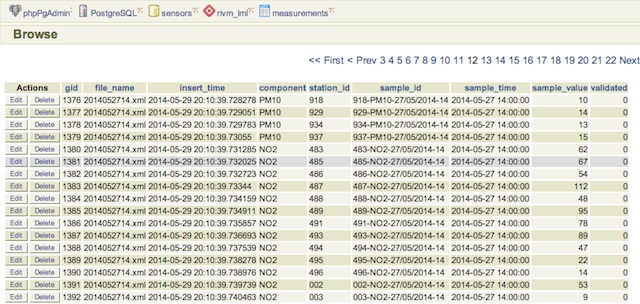 phpPgAdmin: PostgreSQL: sensors: rivm_lml: measurements:
Browse
<< First < Prev 3 4 5 6 7 8 9 10 11 12 13 14 15 16 17 18 19 20 21 22 Next
Actions gid file_name insert_time component station_id sample_id sample_time sample_value validated
Edit Delete 1376 2014052714.xml 2014-05-29 20:10:39.728278 PM10 918 918-PM10-27/05/2014-14 2014-05-27 14:00:00 10 0
Edit Delete 1377 2014052714.xml 2014-05-29 20:10:39.729051 PM10 929 929-PM10-27/05/2014-14 2014-05-27 14:00:00 14 0
Edit Delete 1378 2014052714.xml 2014-05-29 20:10:39.729783 PM10 934 934-PM10-27/05/2014-14 2014-05-27 14:00:00 13 0
Edit Delete 1379 2014052714.xml 2014-05-29 20:10:39.73055 PM10 937 937-PM10-27/05/2014-14 2014-05-27 14:00:00 15 0
Edit Delete 1380 2014052714.xml 2014-05-29 20:10:39.731285 NO2 483 483-NO2-27/05/2014-14 2014-05-27 14:00:00 62 0
Edit Delete 1381 2014052714.xml 2014-05-29 20:10:39.732025 NO2 485 485-NO2-27/05/2014-14 2014-05-27 14:00:00 67 0
Edit Delete 1382 2014052714.xml 2014-05-29 20:10:39.732723 NO2 486 486-NO2-27/05/2014-14 2014-05-27 14:00:00 54 0
Edit Delete 1383 2014052714.xml 2014-05-29 20:10:39.73344 NO2 487 487-NO2-27/05/2014-14 2014-05-27 14:00:00 112 0
Edit Delete 1384 2014052714.xml 2014-05-29 20:10:39.734159 NO2 488 488-NO2-27/05/2014-14 2014-05-27 14:00:00 48 0
Edit Delete 1385 2014052714.xml 2014-05-29 20:10:39.734911 NO2 489 489-NO2-27/05/2014-14 2014-05-27 14:00:00 95 0
Edit Delete 1386 2014052714.xml 2014-05-29 20:10:39.735857 NO2 491 491-NO2-27/05/2014-14 2014-05-27 14:00:00 78 0
Edit Delete 1387 2014052714.xml 2014-05-29 20:10:39.736693 NO2 493 493-NO2-27/05/2014-14 2014-05-27 14:00:00 89 0
Edit Delete 1388 2014052714.xml 2014-05-29 20:10:39.737539 NO2 494 494-NO2-27/05/2014-14 2014-05-27 14:00:00 47 0
Edit Delete 1389 2014052714.xml 2014-05-29 20:10:39.738278 NO2 495 495-NO2-27/05/2014-14 2014-05-27 14:00:00 22 0
Edit Delete 1390 2014052714.xml 2014-05-29 20:10:39.738976 NO2 496 496-NO2-27/05/2014-14 2014-05-27 14:00:00 14 0
Edit Delete 1391 2014052714.xml 2014-05-29 20:10:39.739739 NO2 002 002-NO2-27/05/2014-14 2014-05-27 14:00:00 53 0
Edit Delete 1392 2014052714.xml 2014-05-29 20:10:39.740463 NO2 003 003-NO2-27/05/2014-14 2014-05-27 14:00:00 9 0